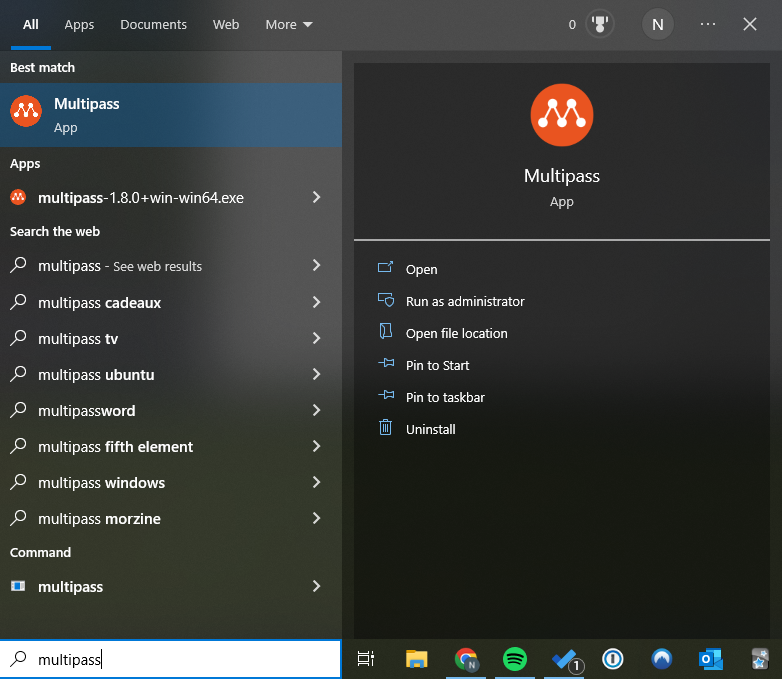 All Apps Documents Web More 0 N ...
Best match
Multipass
App
Apps
multipass-1.8.0+win-win64.exe
Search the web
multipass - See web results
multipass cadeaux
multipass tv
multipass ubuntu
multipassword
multipass fifth element
multipass windows
multipass morzine
Command
multipass
Multipass
App
Open
Run as administrator
Open file location
Pin to Start
Pin to taskbar
Uninstall
multipass
N
1